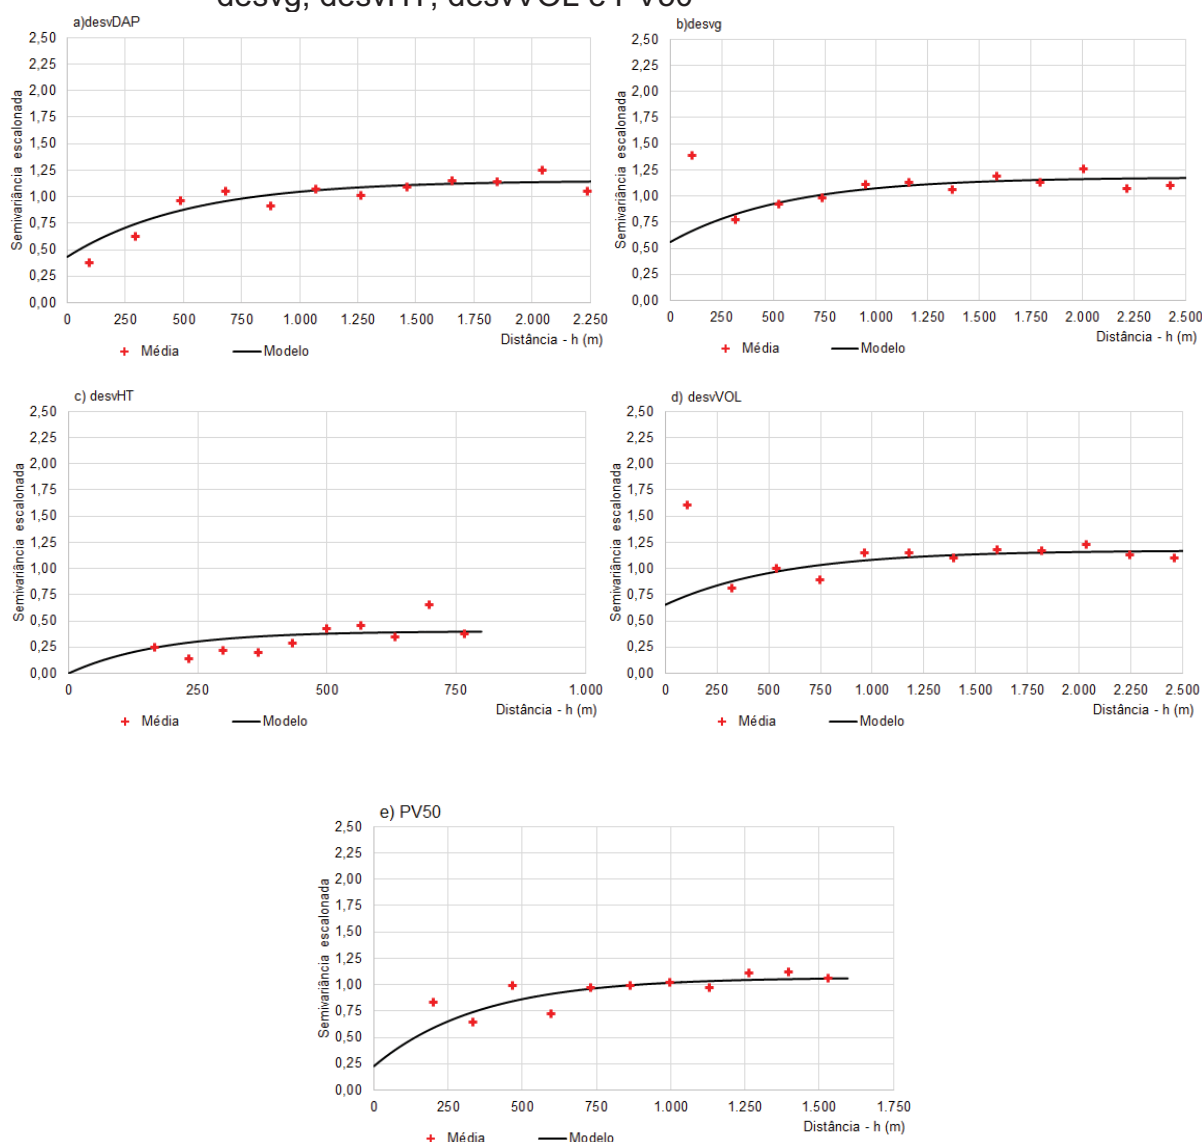 desvg, desvHT, desvVOL e PV50
a)desvDAP
2,50
2,25
2,00
1,75
1,50
1,25
1,00
0,75
0,50
0,25
0,00
Semivariância escalonada
0 250 500 750 1.000 1.250 1.500 1.750 2.000 2.250
Distância - h (m)
Média Modelo
b)desvg
2,50
2,25
2,00
1,75
1,50
1,25
1,00
0,75
0,50
0,25
0,00
Semivariância escalonada
0 250 500 750 1.000 1.250 1.500 1.750 2.000 2.250 2.500
Distância - h (m)
Média Modelo
c) desvHT
2,50
2,25
2,00
1,75
1,50
1,25
1,00
0,75
0,50
0,25
0,00
Semivariância escalonada
0 250 500 750 1.000
Distância - h (m)
Média Modelo
d) desvVOL
2,50
2,25
2,00
1,75
1,50
1,25
1,00
0,75
0,50
0,25
0,00
Semivariância escalonada
0 250 500 750 1.000 1.250 1.500 1.750 2.000 2.250 2.500
Distância - h (m)
Média Modelo
e) PV50
2,50
2,25
2,00
1,75
1,50
1,25
1,00
0,75
0,50
0,25
0,00
Semivariância escalonada
0 250 500 750 1.000 1.250 1.500 1.750
Distância - h (m)
Média Modelo